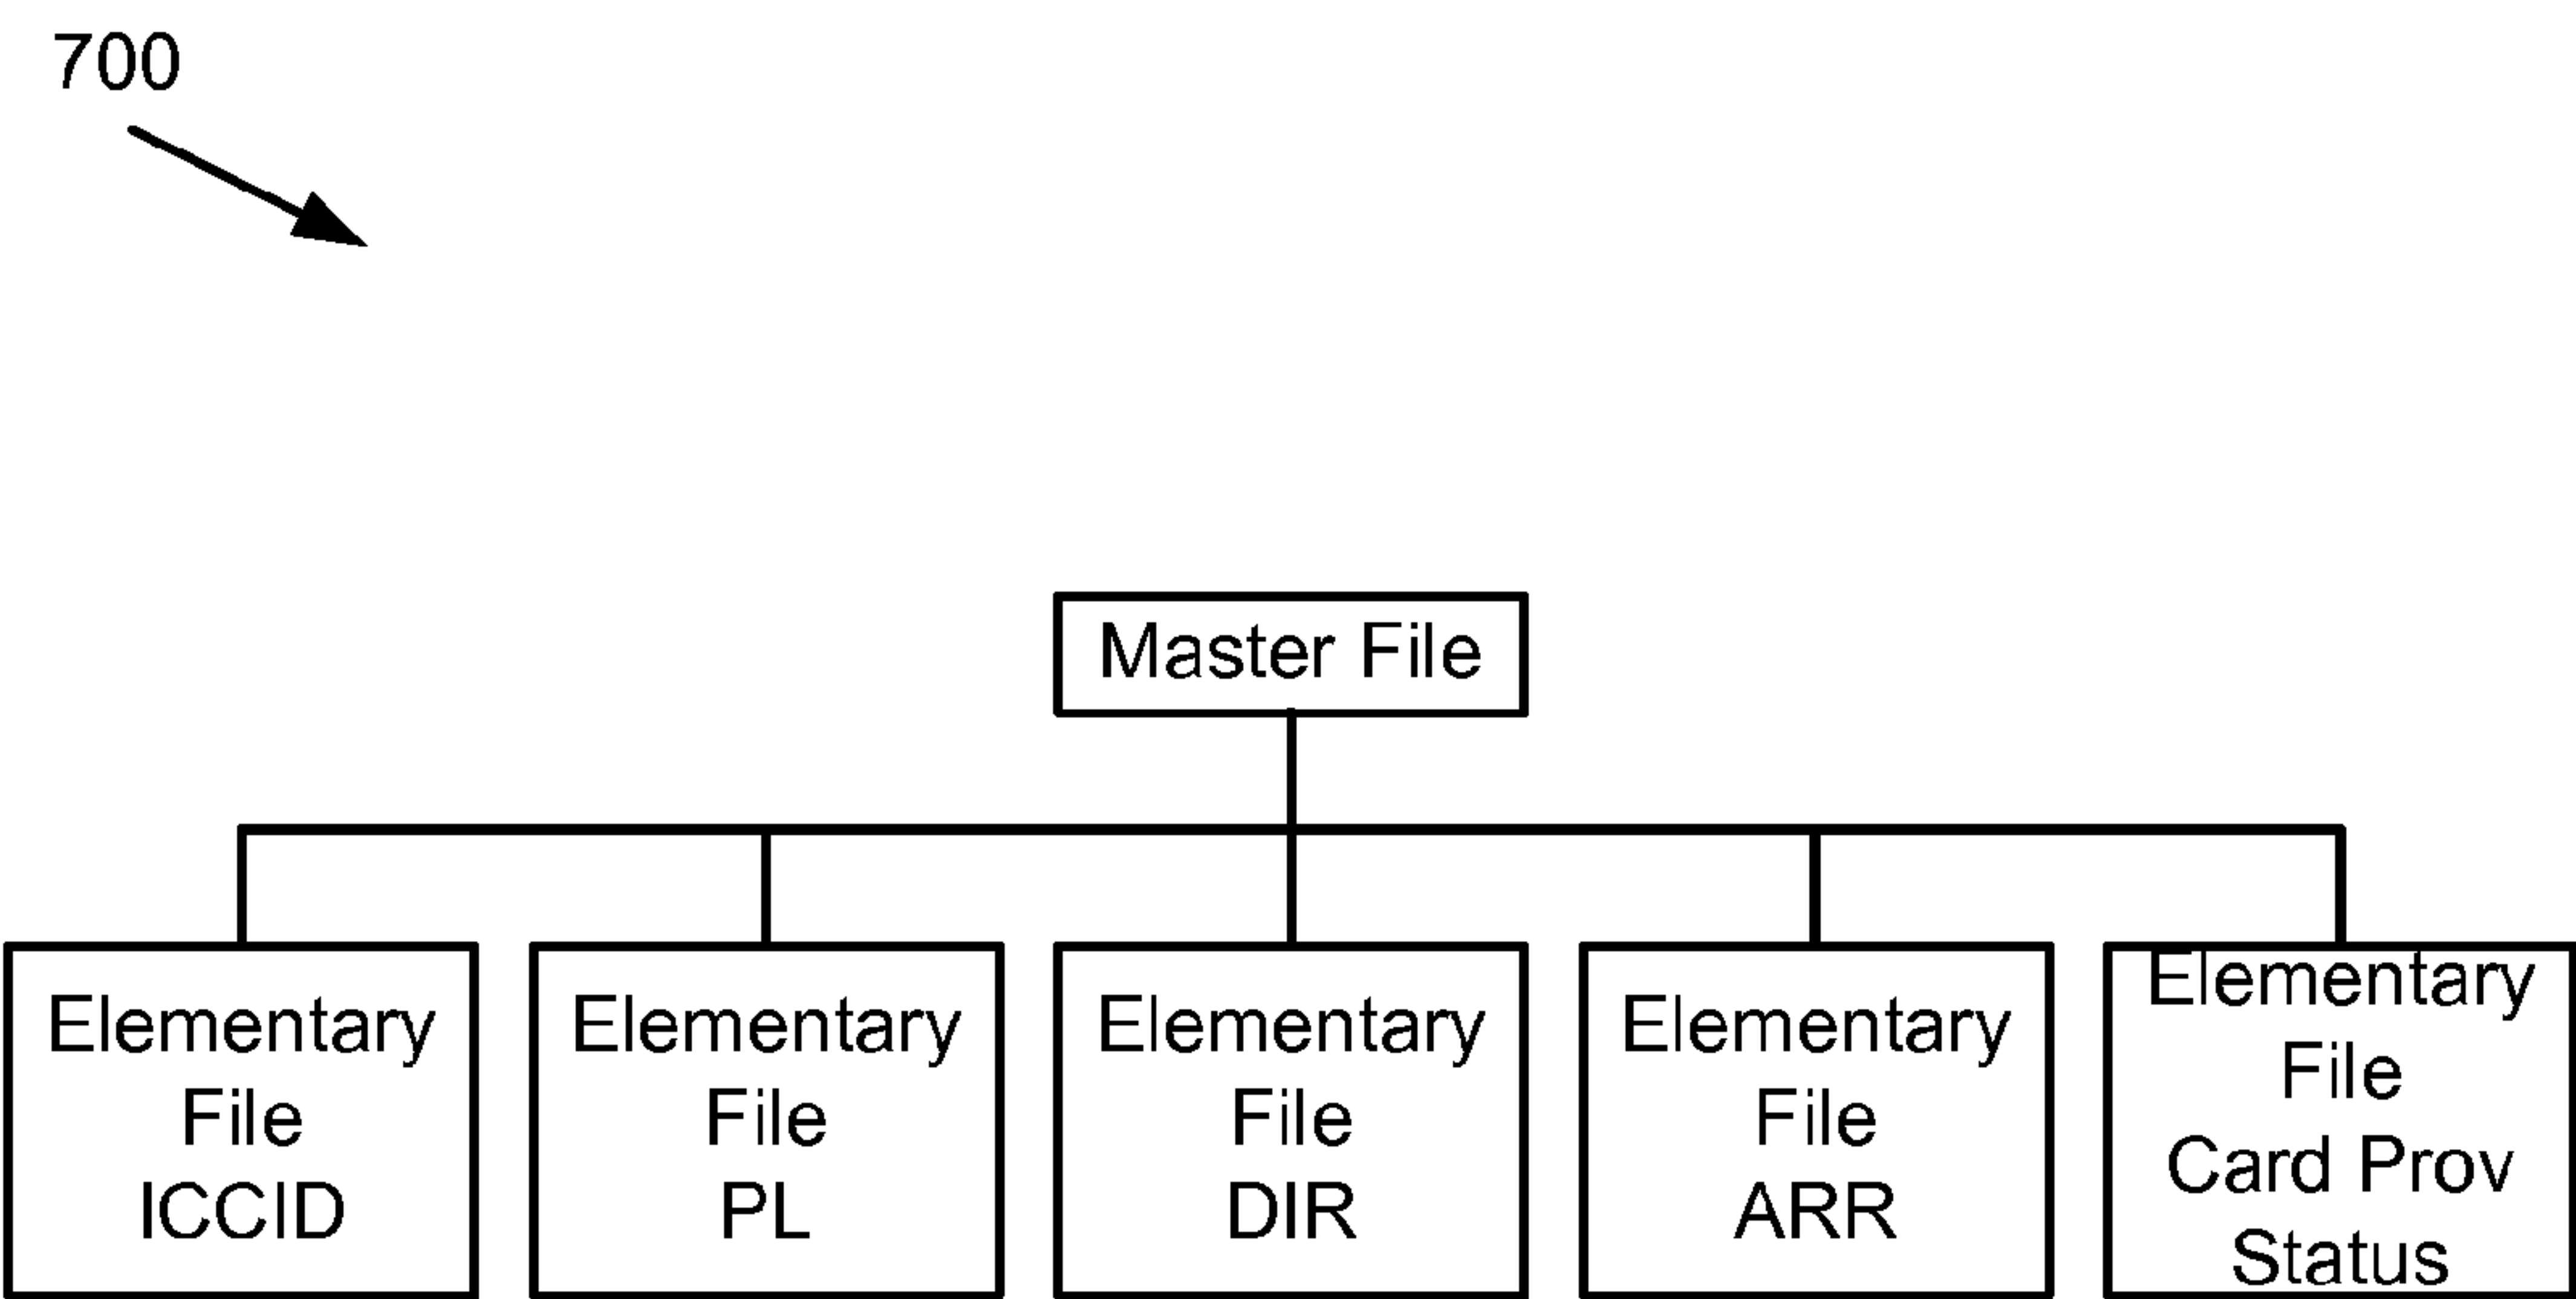 700
Master File
Elementary
File
ICCID
Elementary
File
PL
Elementary
File
DIR
Elementary
File
ARR
Elementary
File
Card Prov
Status